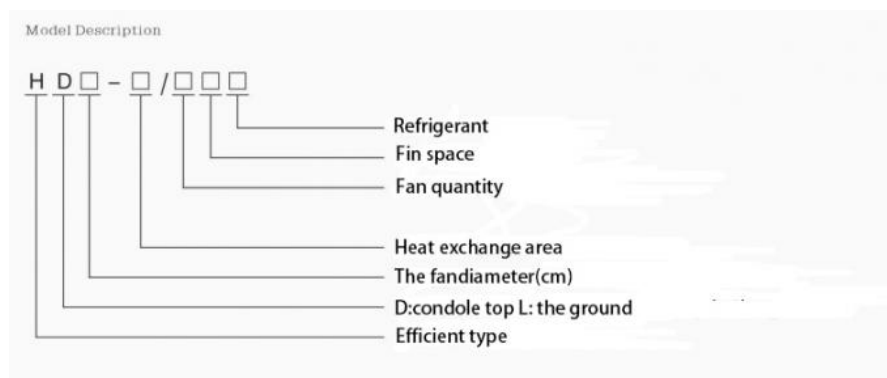 Model Description
H D □ - □ / □ □ □
Refrigerant
Fin space
Fan quantity
Heat exchange area
The fandiameter(cm)
D:condole top L: the ground
Efficient type